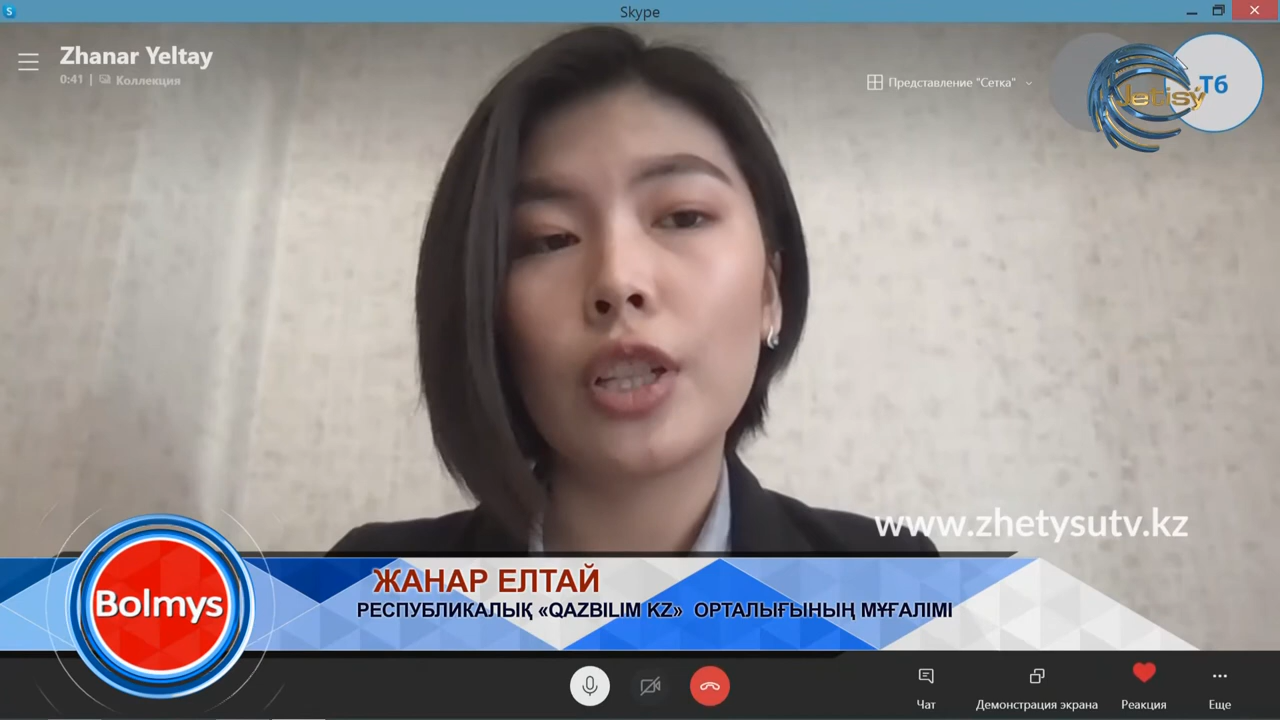 Skype
Zhanar Yeltay
0:41 | Коллекция
Представление "Сетка"
Тб
Jetisý
www.zhetysutv.kz
Bolmys
ЖАНАР ЕЛТАЙ
РЕСПУБЛИКАЛЫҚ «QAZBILIM KZ» ОРТАЛЫҒЫНЫҢ МҰҒАЛІМІ
Чат
Демонстрация экрана
Реакция
Еще